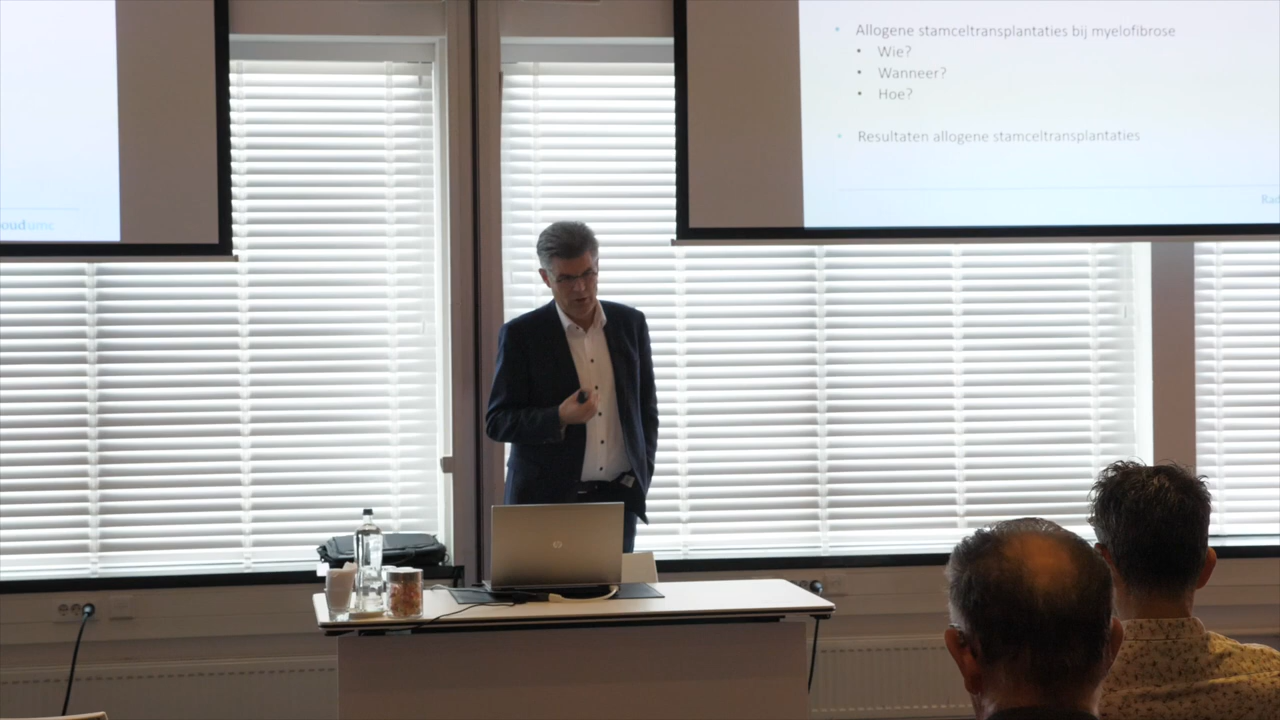 Allogene stamceltransplantaties bij myelofibrose
Wie?
Wanneer?
Hoe?
Resultaten allogene stamceltransplantaties
oudumc